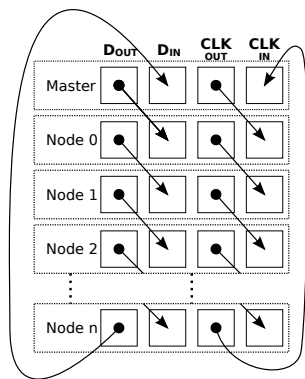 DOUT DIN CLK OUT CLK IN
Master
Node 0
Node 1
Node 2
Node n